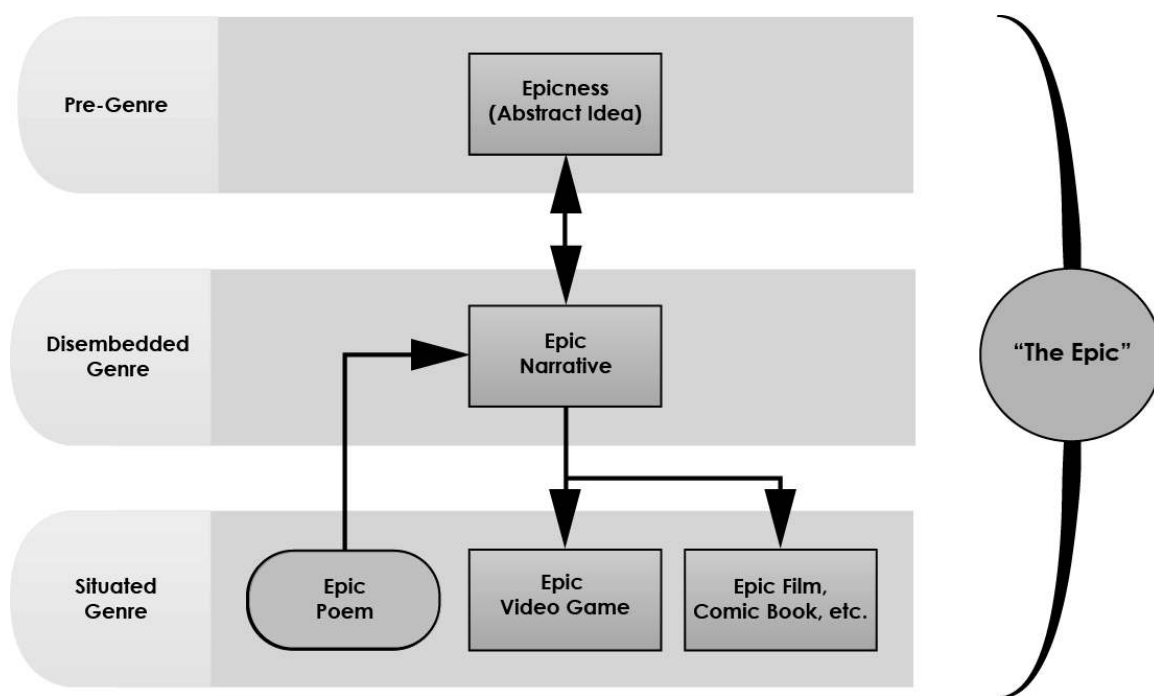 Pre-Genre
Epicness
(Abstract Idea)
Disembedded
Genre
Epic
Narrative
“The Epic”
Situated
Genre
Epic
Poem
Epic
Video Game
Epic Film,
Comic Book, etc.